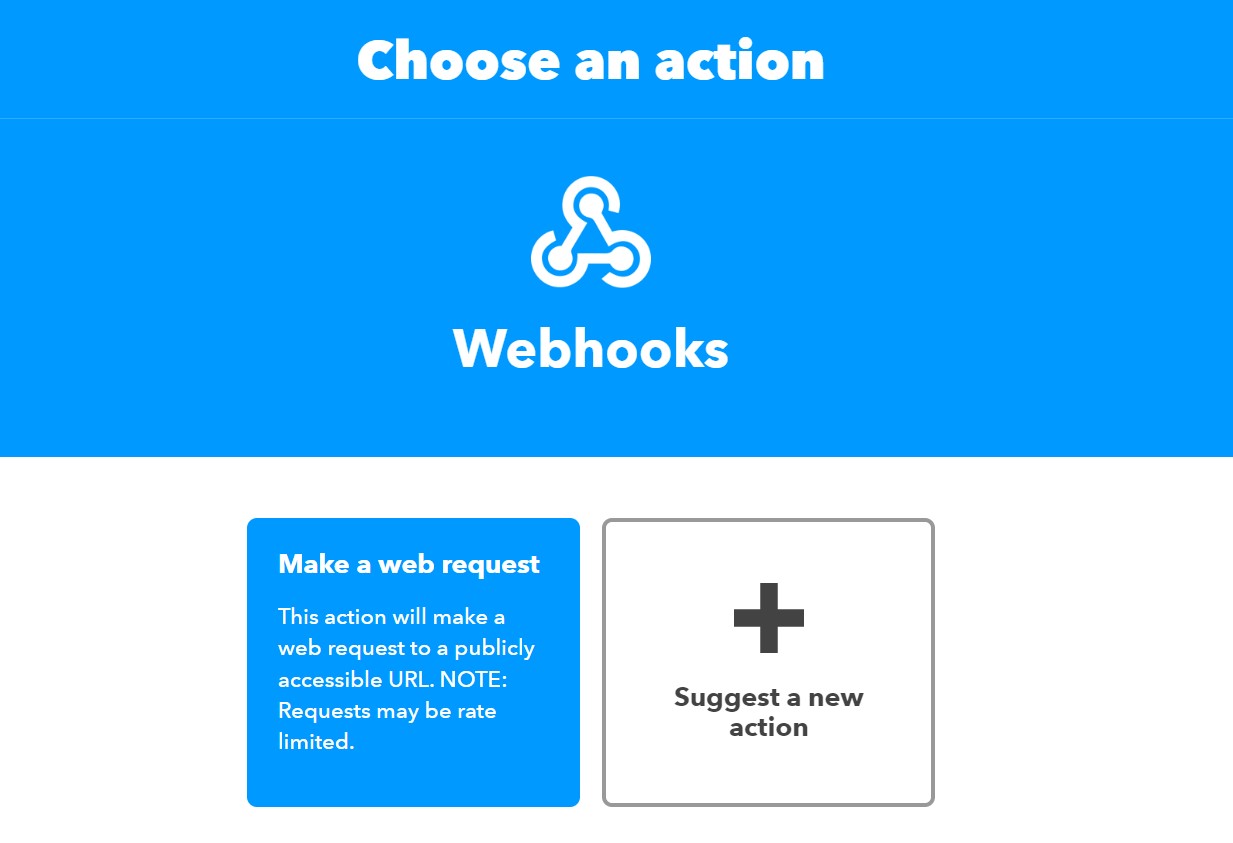 Choose an action
Webhooks
Make a web request
This action will make a
web request to a publicly
accessible URL. NOTE:
Requests may be rate
limited.
Suggest a new
action